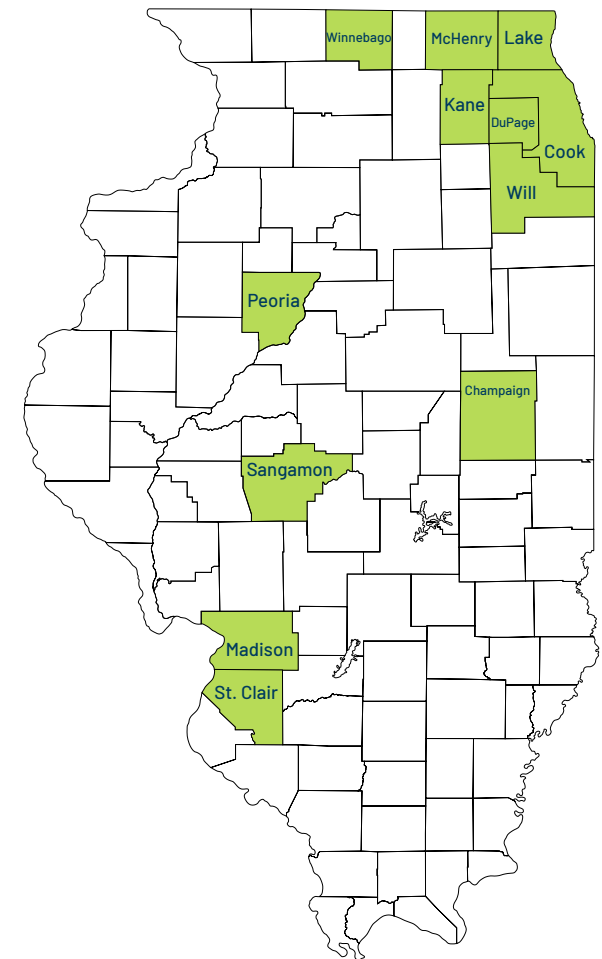 Winnebago
McHenry
Lake
Kane
DuPage
Cook
Will
Peoria
Champaign
Sangamon
Madison
St. Clair